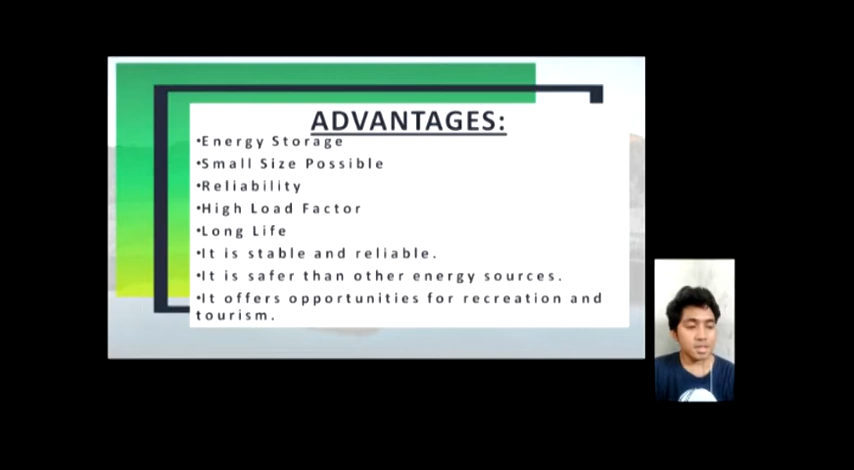 ADVANTAGES:
•Energy Storage
•Small Size Possible
•Reliability
•High Load Factor
•Long Life
•It is stable and reliable.
•It is safer than other energy sources.
•It offers opportunities for recreation and
tourism.